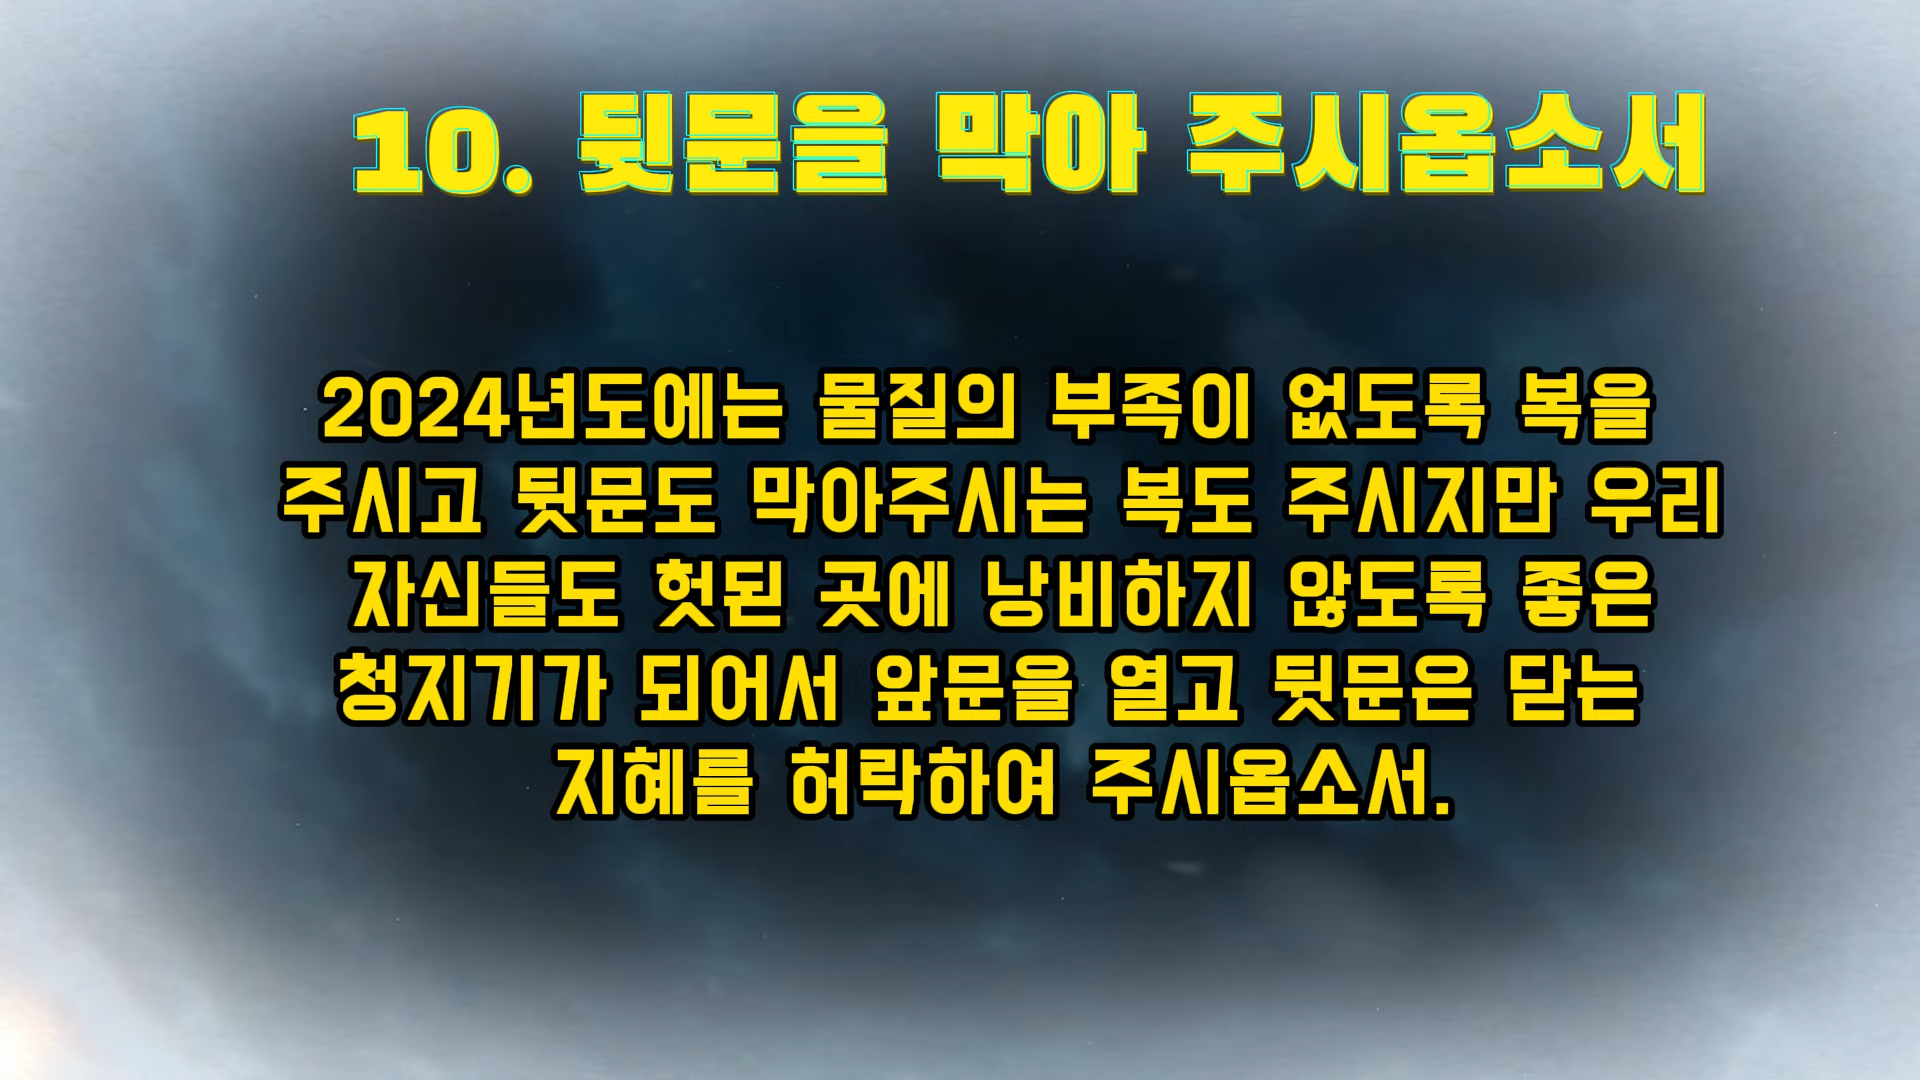 10. 뒷문을 막아 주시옵소서
2024년도에는 물질의 부족이 없도록 복을
주시고 뒷문도 막아주시는 복도 주시지만 우리
자신들도 헛된 곳에 낭비하지 않도록 좋은
청지기가 되어서 앞문을 열고 뒷문은 닫는
지혜를 허락하여 주시옵소서.